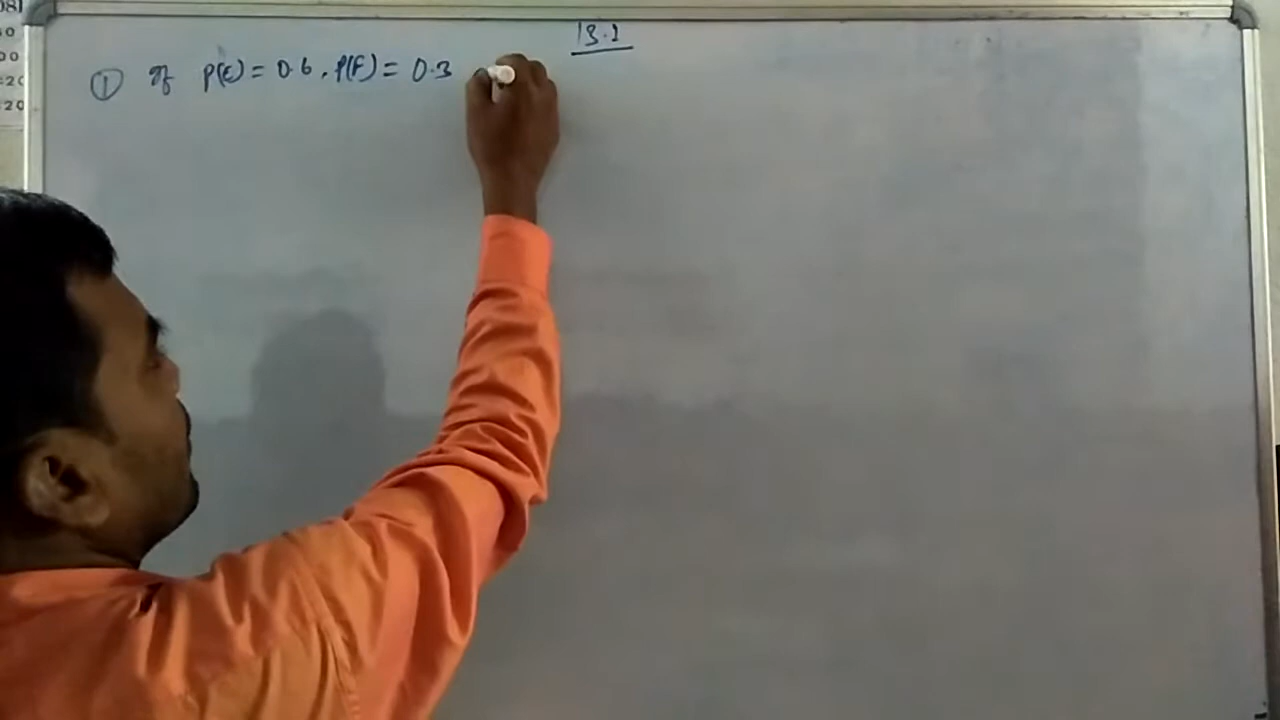 13.1
① If P(E) = 0.6, P(F) = 0.3